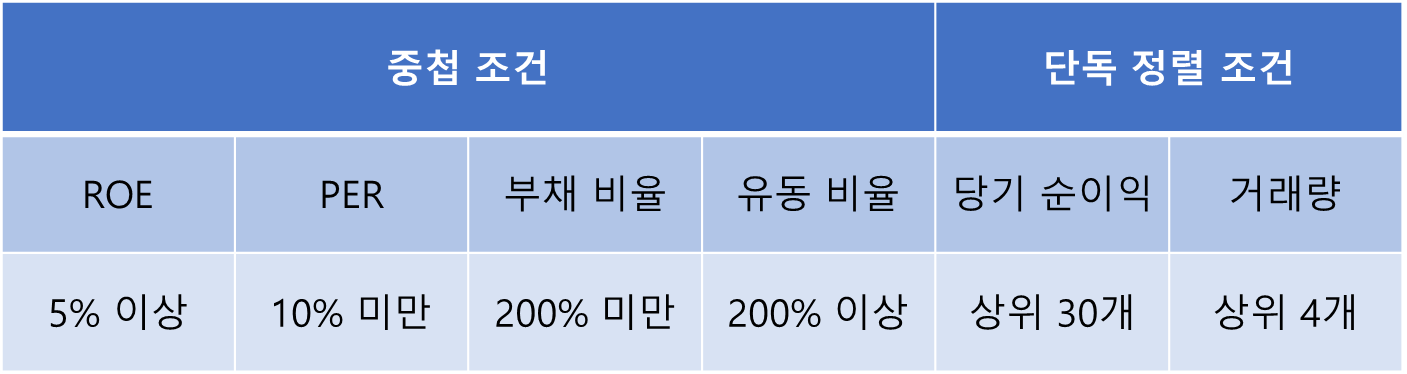 중첩 조건 단독 정렬 조건
ROE PER 부채 비율 유동 비율 당기 순이익 거래량
5% 이상 10% 미만 200% 미만 200% 이상 상위 30개 상위 4개